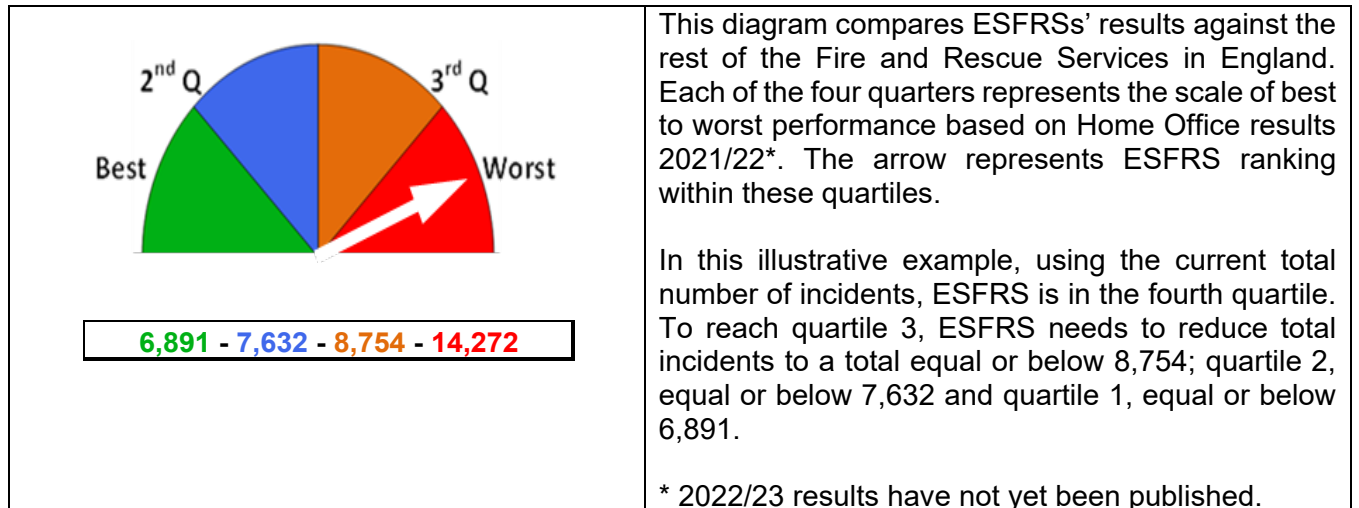 2nd Q
3rd Q
Best
Worst
6,891 - 7,632 - 8,754 - 14,272
This diagram compares ESFRSs’ results against the
rest of the Fire and Rescue Services in England.
Each of the four quarters represents the scale of best
to worst performance based on Home Office results
2021/22*. The arrow represents ESFRS ranking
within these quartiles.
In this illustrative example, using the current total
number of incidents, ESFRS is in the fourth quartile.
To reach quartile 3, ESFRS needs to reduce total
incidents to a total equal or below 8,754; quartile 2,
equal or below 7,632 and quartile 1, equal or below
6,891.
* 2022/23 results have not yet been published.